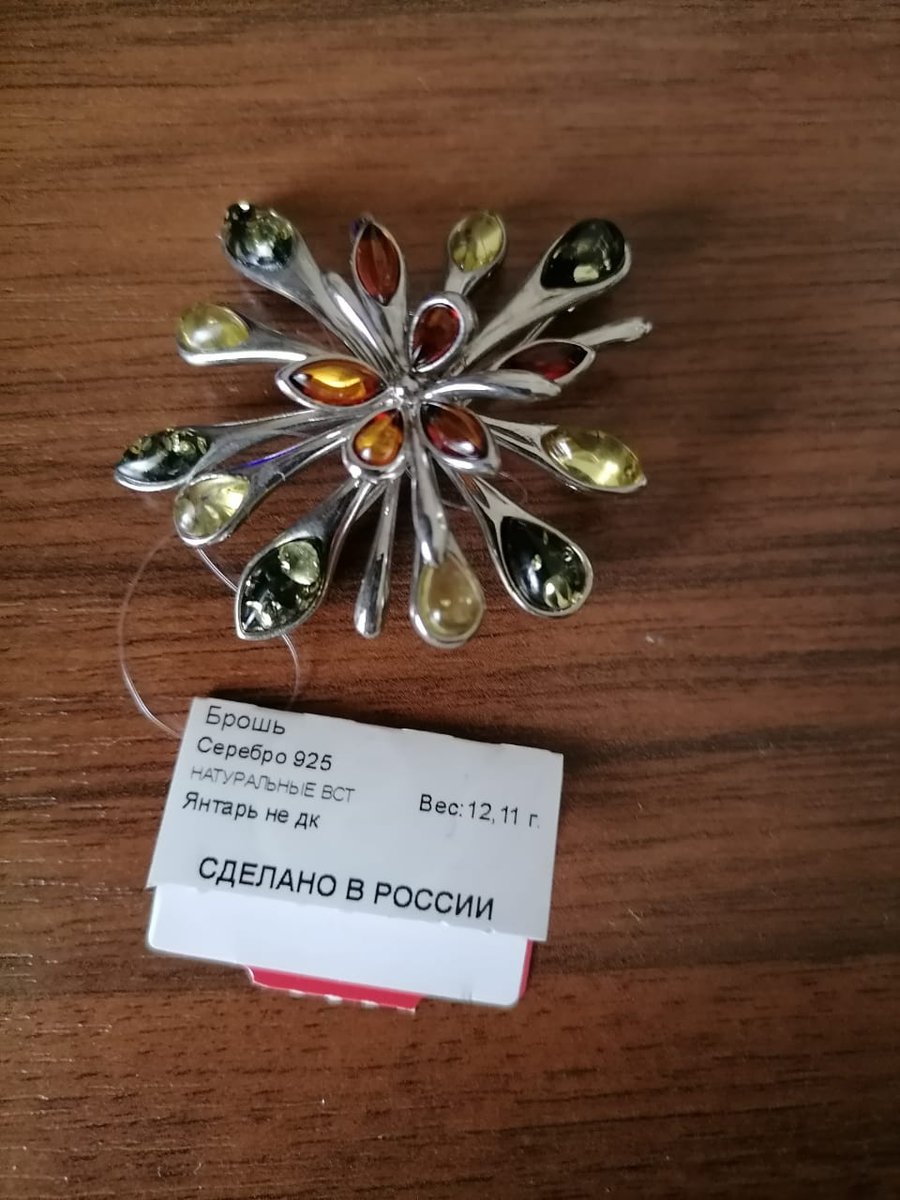 Брошь
Серебро 925
НАТУРАЛЬНЫЕ ВСТ
Янтарь не дк
Вес:12,11 г.
СДЕЛАНО В РОССИИ